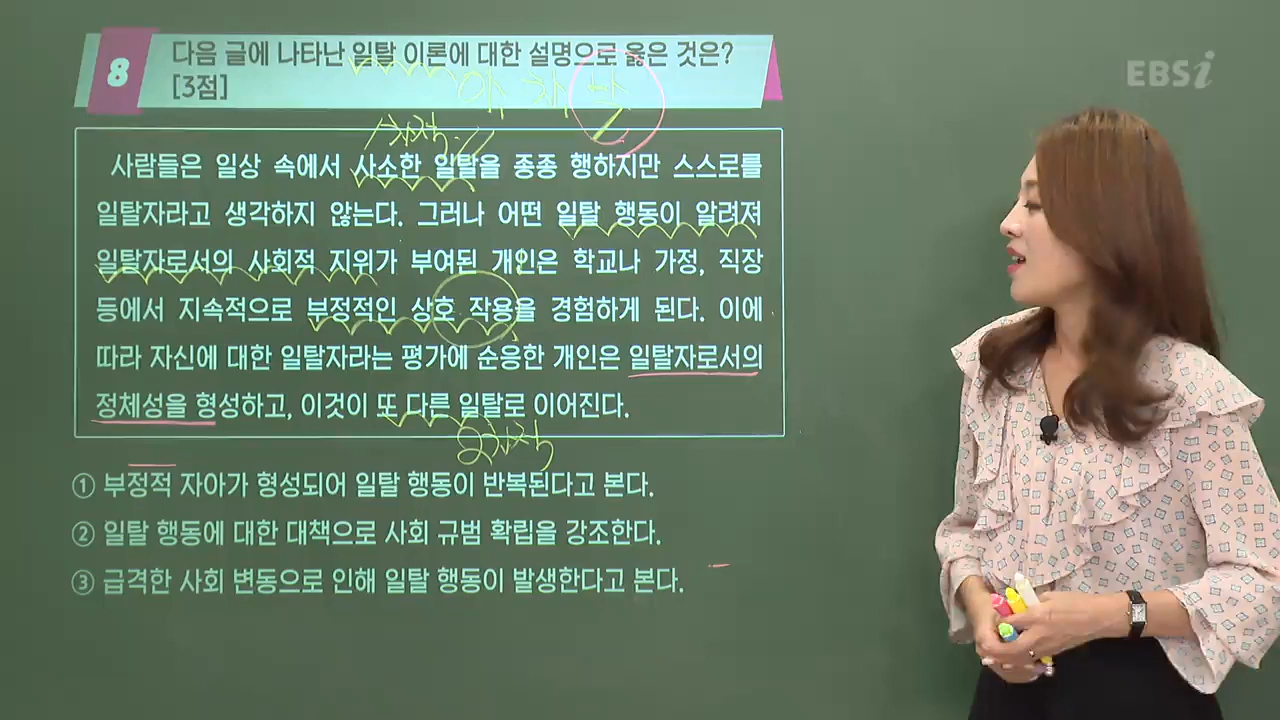 8
다음 글에 나타난 일탈 이론에 대한 설명으로 옳은 것은?
[3점]
EBSi
아 차 낙
1차적
사람들은 일상 속에서 사소한 일탈을 종종 행하지만 스스로를
일탈자라고 생각하지 않는다. 그러나 어떤 일탈 행동이 알려져
일탈자로서의 사회적 지위가 부여된 개인은 학교나 가정, 직장
등에서 지속적으로 부정적인 상호 작용을 경험하게 된다. 이에
따라 자신에 대한 일탈자라는 평가에 순응한 개인은 일탈자로서의
정체성을 형성하고, 이것이 또 다른 일탈로 이어진다.
2차적
① 부정적 자아가 형성되어 일탈 행동이 반복된다고 본다.
② 일탈 행동에 대한 대책으로 사회 규범 확립을 강조한다.
③ 급격한 사회 변동으로 인해 일탈 행동이 발생한다고 본다.